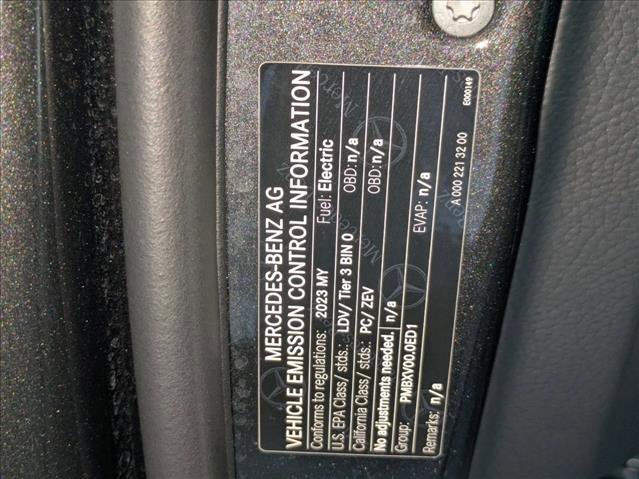 MERCEDES-BENZ AG
VEHICLE EMISSION CONTROL INFORMATION
Conforms to regulations: 2023 MY Fuel: Electric
U.S. EPA Class/ stds.: LDV/ Tier 3 BIN 0 OBD: n/a
California Class/ stds.: PC/ ZEV OBD: n/a
No adjustments needed. n/a
Group: PMBXV00.0ED1 EVAP: n/a
Remarks: n/a
A 000 221 32 00
E000149